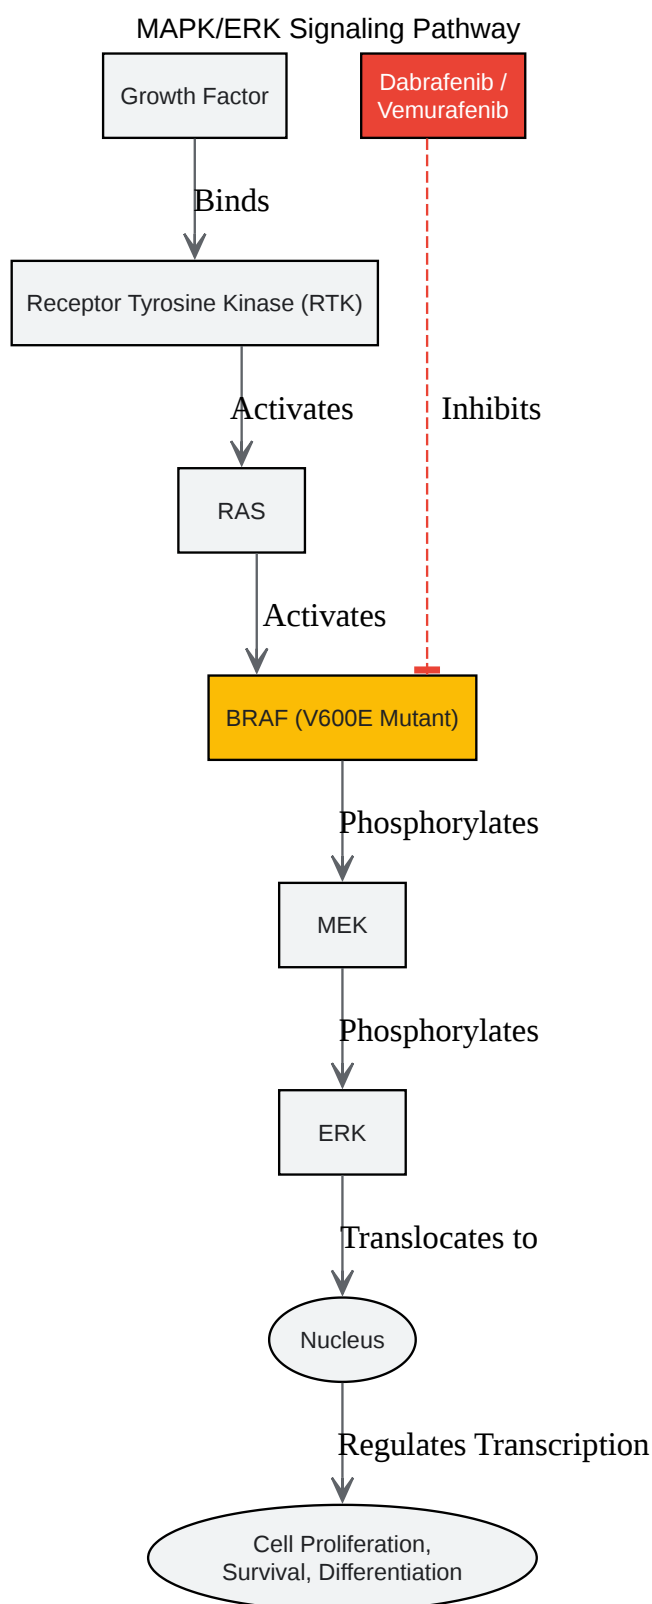 MAPK/ERK Signaling Pathway
Growth Factor
Dabrafenib /
Vemurafenib
Binds
Receptor Tyrosine Kinase (RTK)
Activates
Inhibits
RAS
Activates
BRAF (V600E Mutant)
Phosphorylates
MEK
Phosphorylates
ERK
Translocates to
Nucleus
Regulates Transcription
Cell Proliferation,
Survival, Differentiation